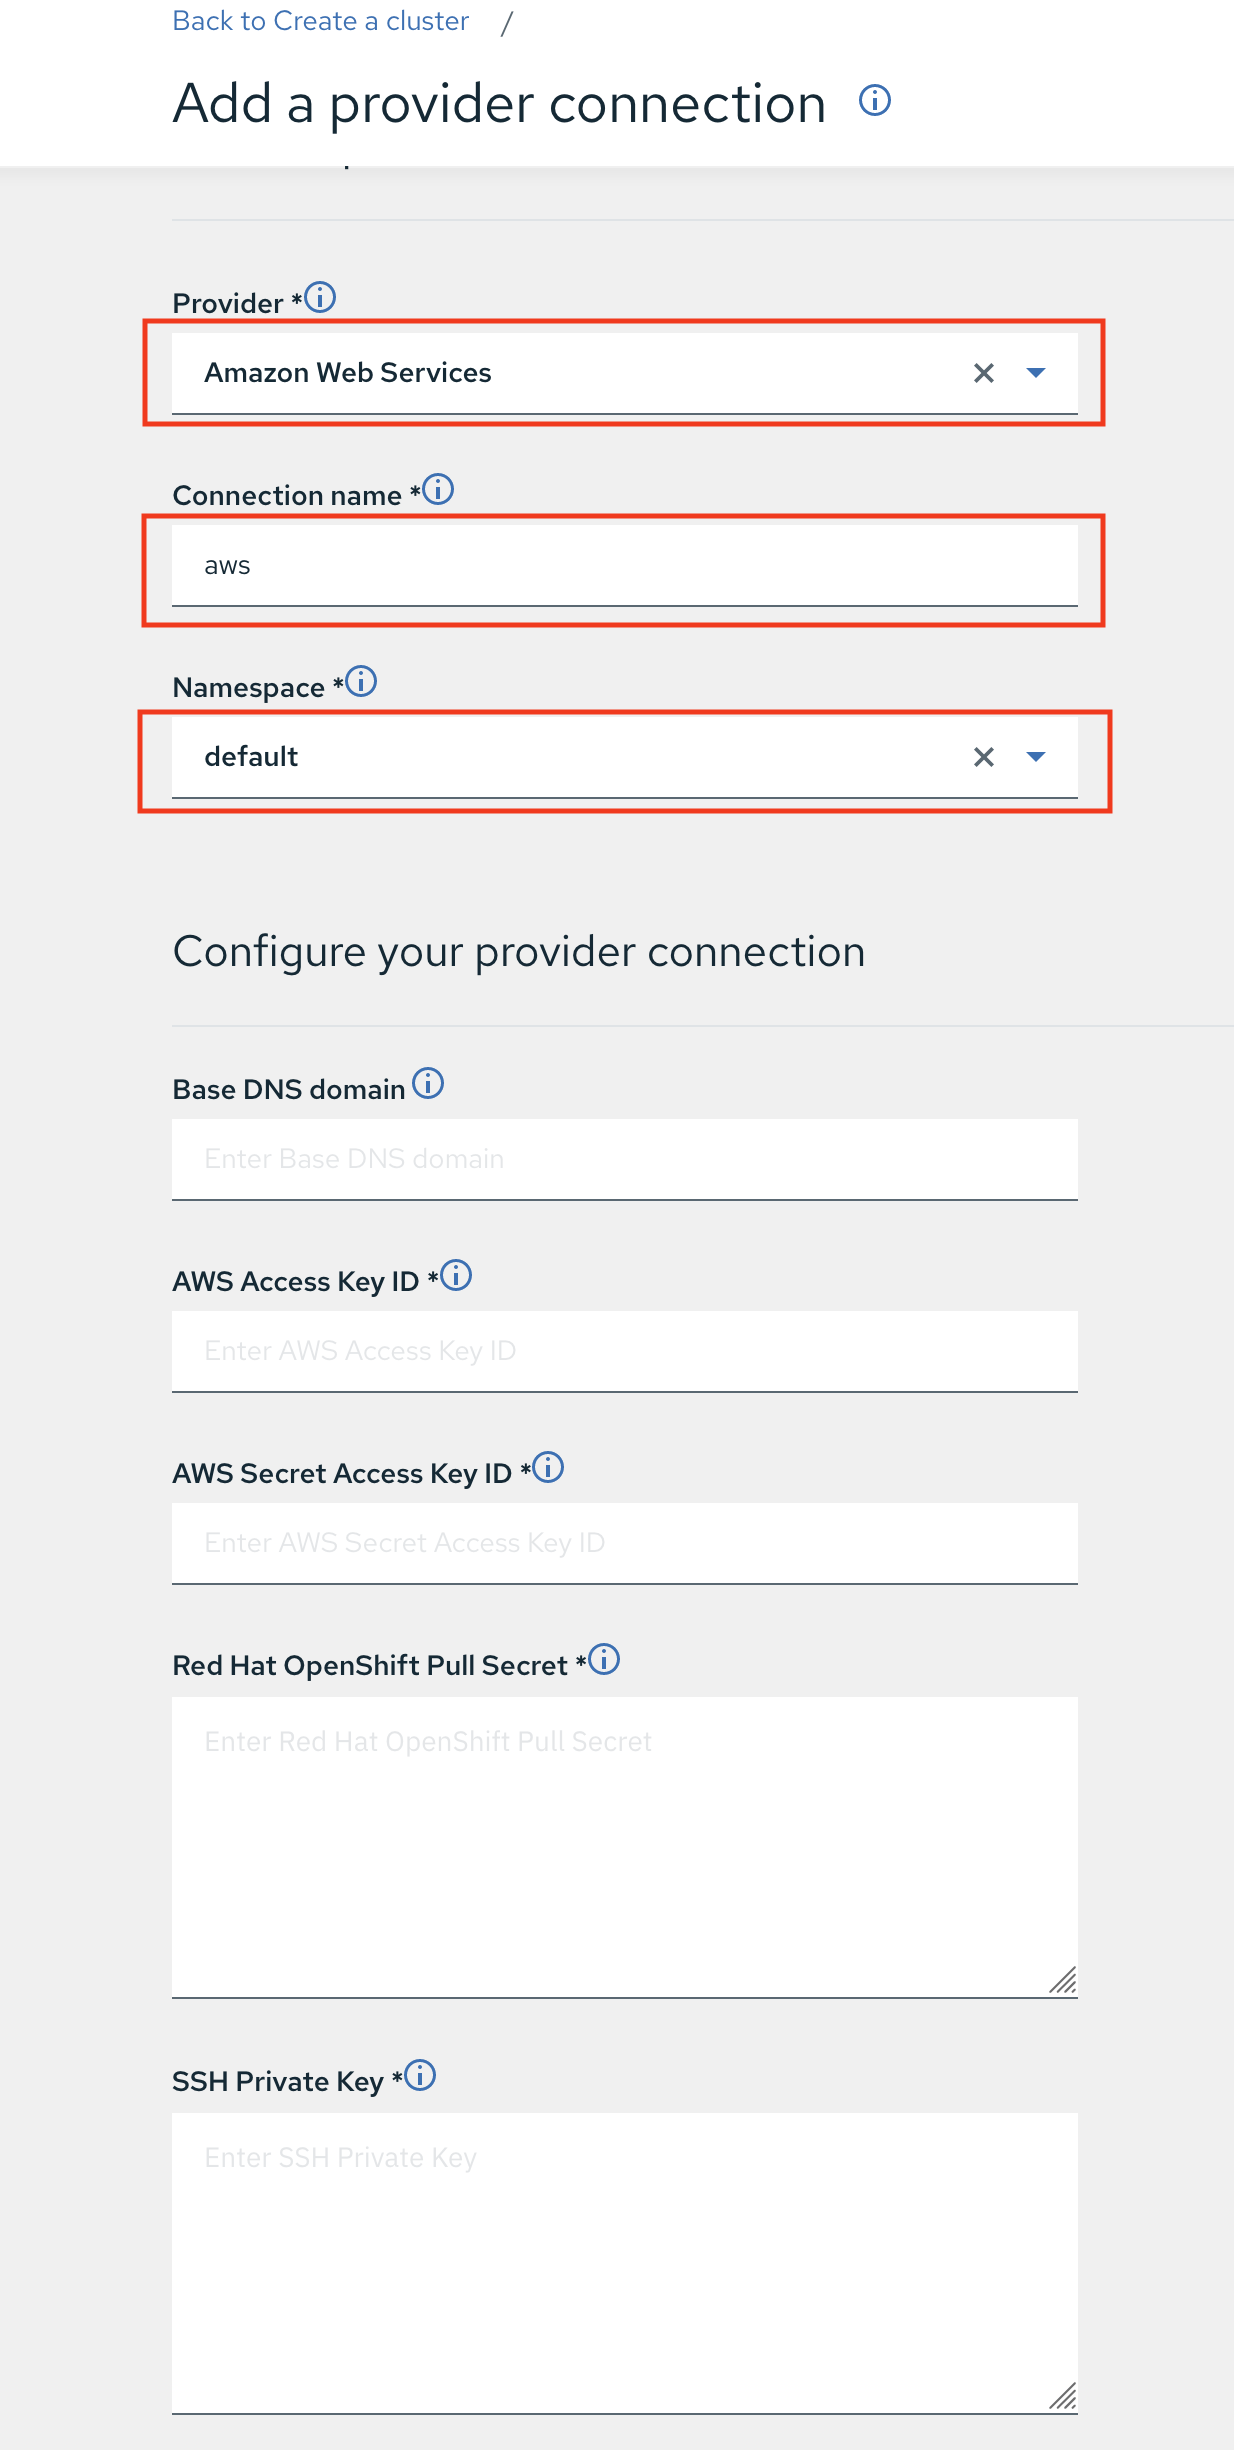 Back to Create a cluster /
Add a provider connection
Provider *
Amazon Web Services
Connection name *
aws
Namespace *
default
Configure your provider connection
Base DNS domain
Enter Base DNS domain
AWS Access Key ID *
Enter AWS Access Key ID
AWS Secret Access Key ID *
Enter AWS Secret Access Key ID
Red Hat OpenShift Pull Secret *
Enter Red Hat OpenShift Pull Secret
SSH Private Key *
Enter SSH Private Key